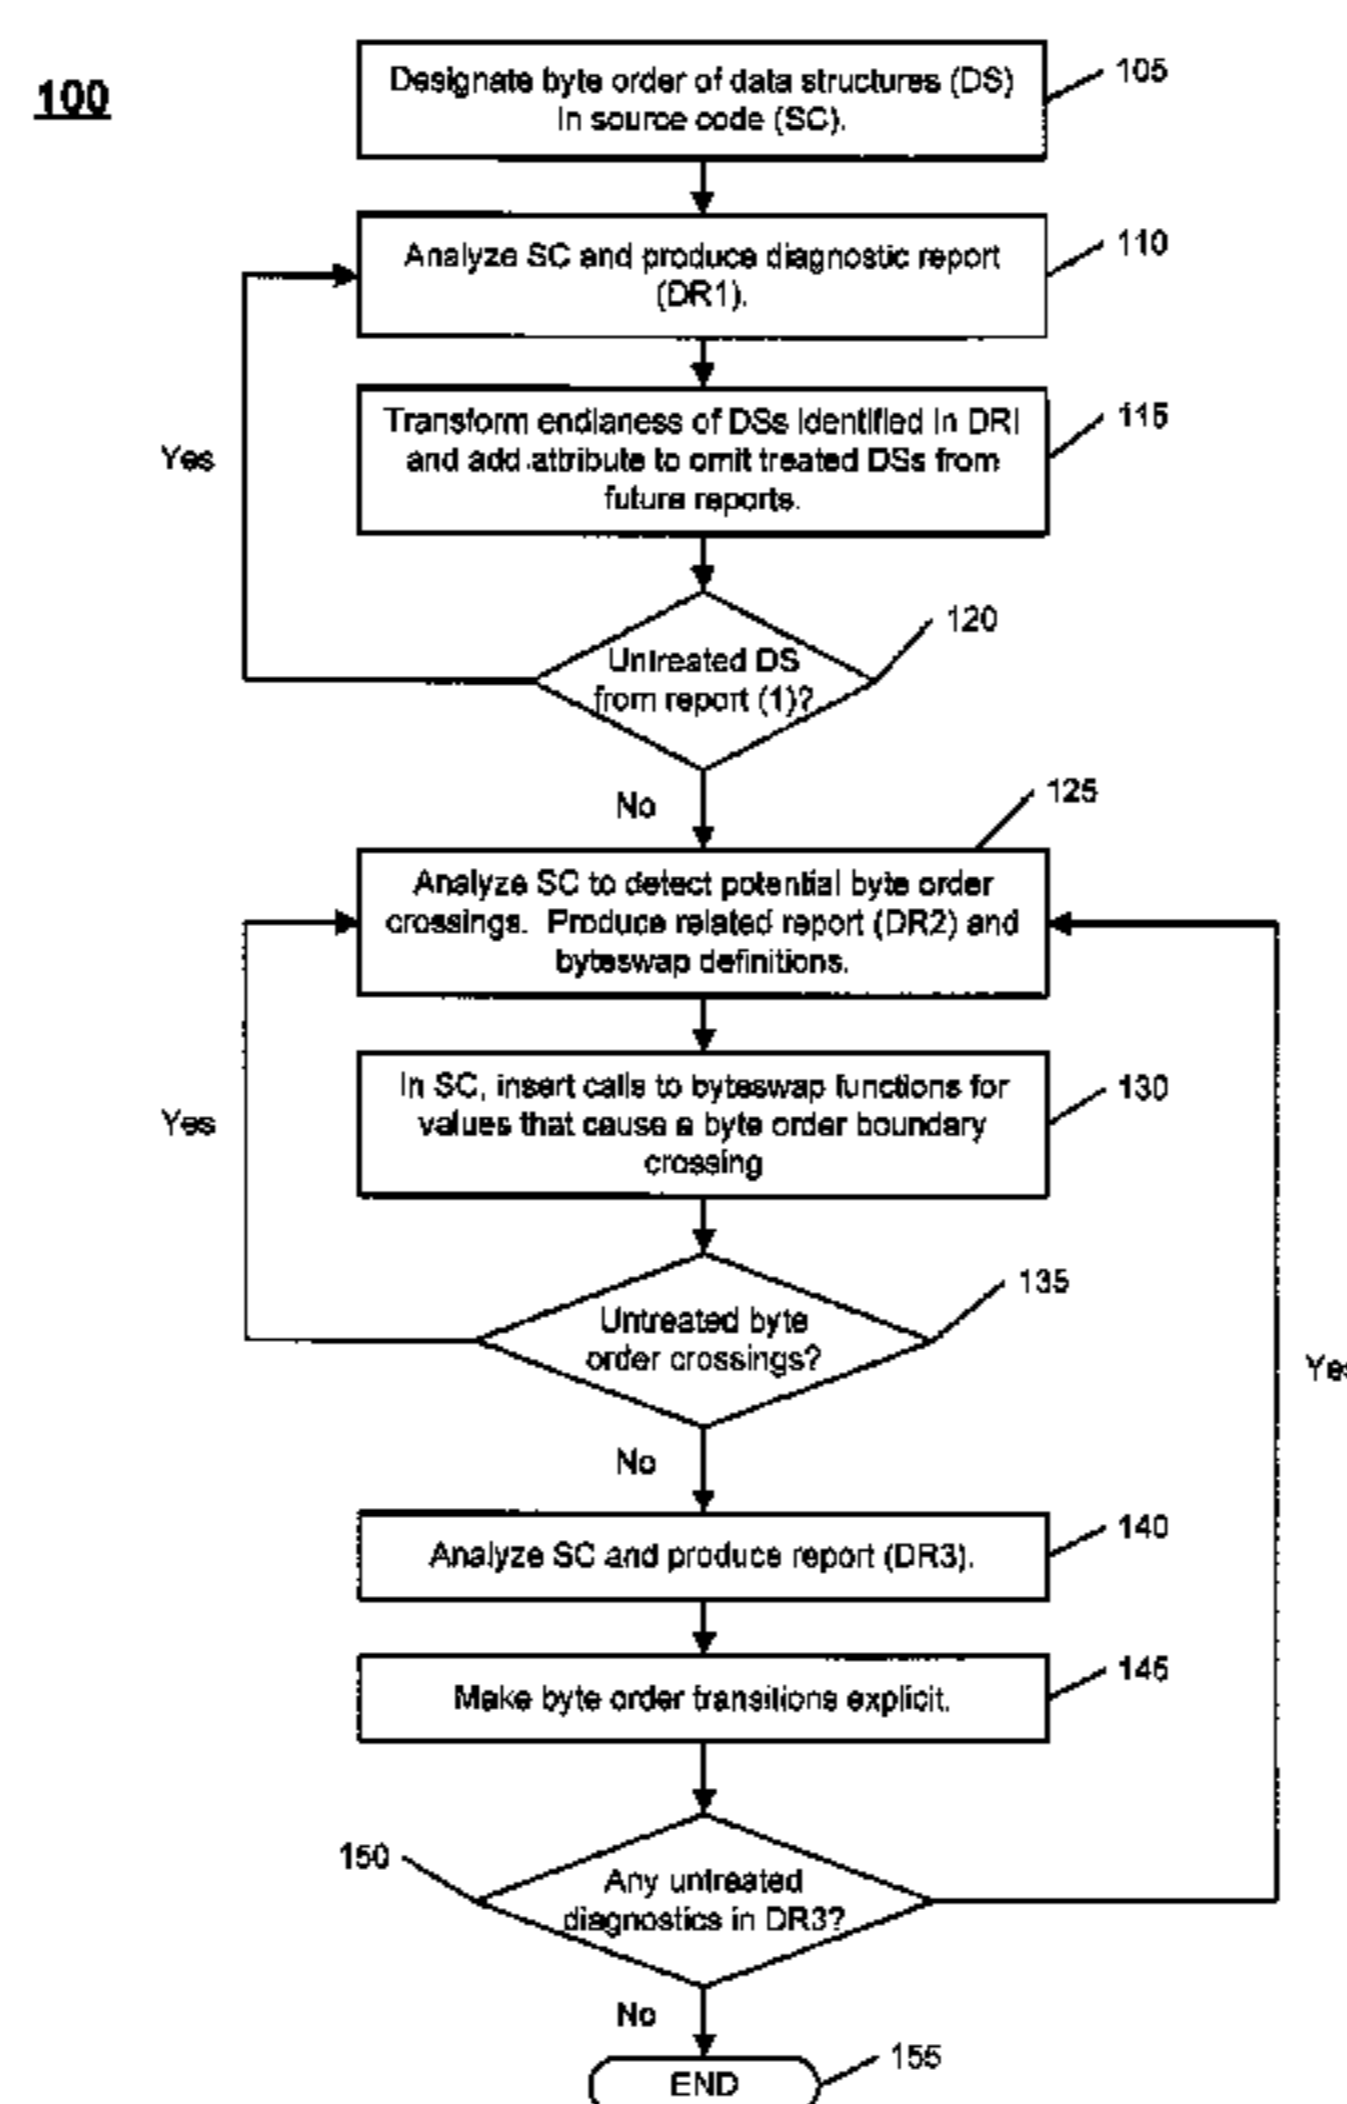 100
Designate byte order of data structures (DS)
in source code (SC).
105
Analyze SC and produce diagnostic report
(DR1).
110
Transform endianess of DSs identified in DRI
and add attribute to omit treated DSs from
future reports.
115
Yes
Untreated DS
from report (1)?
120
No
125
Analyze SC to detect potential byte order
crossings. Produce related report (DR2) and
byteswap definitions.
In SC, insert calls to byteswap functions for
values that cause a byte order boundary
crossing
130
Yes
Untreated byte
order crossings?
135
Yes
No
Analyze SC and produce report (DR3).
140
Make byte order transitions explicit.
145
150
Any untreated
diagnostics in DR3?
No
END
155